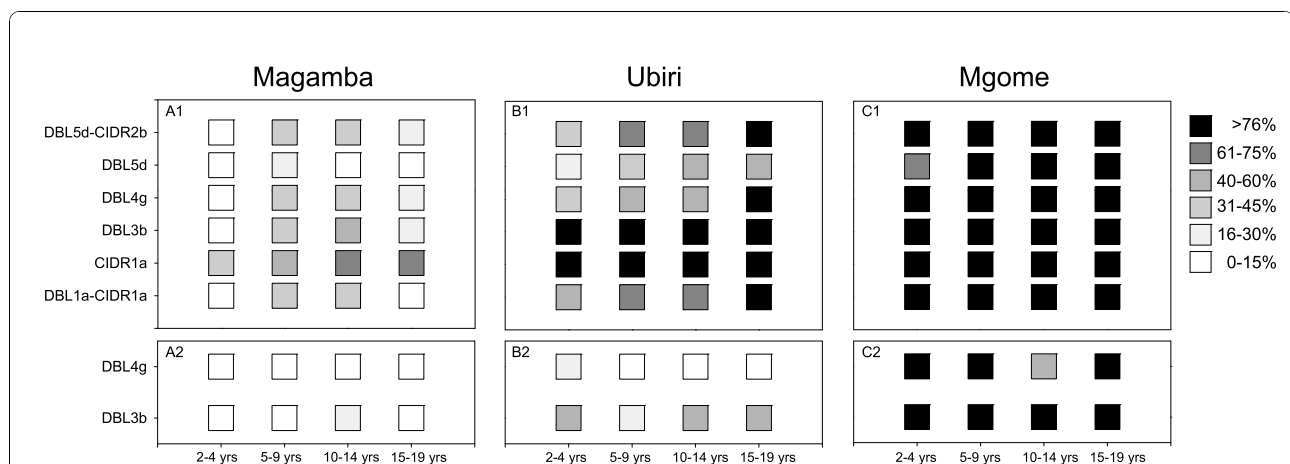 Magamba Ubiri Mgome
A1 B1 C1
DBL5d-CIDR2b
DBL5d
DBL4g
DBL3b
CIDR1a
DBL1a-CIDR1a
>76%
61-75%
40-60%
31-45%
16-30%
0-15%
A2 B2 C2
DBL4g
DBL3b
2-4 yrs 5-9 yrs 10-14 yrs 15-19 yrs 2-4 yrs 5-9 yrs 10-14 yrs 15-19 yrs 2-4 yrs 5-9 yrs 10-14 yrs 15-19 yrs